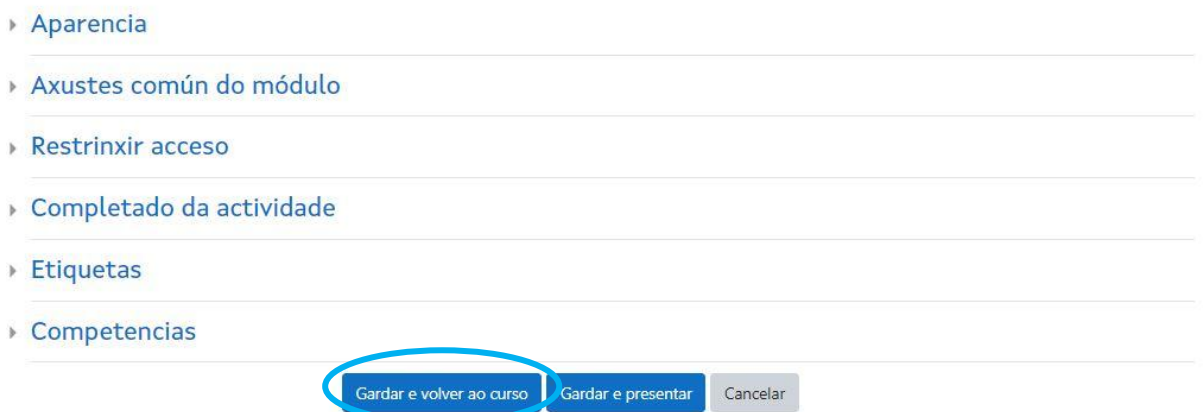 Aparencia
Axustes común do módulo
Restrinxir acceso
Completado da actividade
Etiquetas
Competencias
Gardar e volver ao curso Gardar e presentar Cancelar